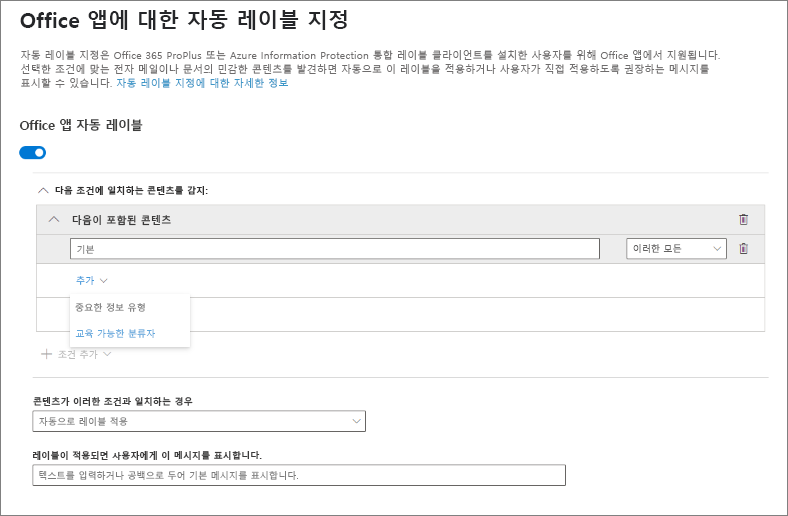 Office 앱에 대한 자동 레이블 지정
자동 레이블 지정은 Office 365 ProPlus 또는 Azure Information Protection 통합 레이블 클라이언트를 설치한 사용자를 위해 Office 앱에서 지원됩니다.
선택한 조건에 맞는 전자 메일이나 문서의 민감한 콘텐츠를 발견하면 자동으로 이 레이블을 적용하거나 사용자가 직접 적용하도록 권장하는 메시지를
표시할 수 있습니다. 자동 레이블 지정에 대한 자세한 정보
Office 앱 자동 레이블
다음 조건에 일치하는 콘텐츠를 감지:
다음이 포함된 콘텐츠
기본 이러한 모든
추가
중요한 정보 유형
교육 가능한 분류자
조건 추가
콘텐츠가 이러한 조건과 일치하는 경우
자동으로 레이블 적용
레이블이 적용되면 사용자에게 이 메시지를 표시합니다.
텍스트를 입력하거나 공백으로 두어 기본 메시지를 표시합니다.